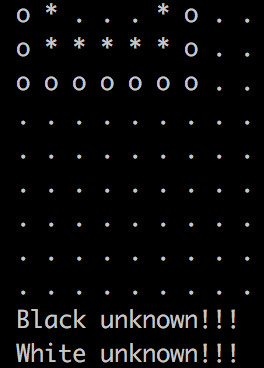 o * . . . * o . .
o * * * * * o . .
o o o o o o o . .
. . . . . . . . .
. . . . . . . . .
. . . . . . . . .
. . . . . . . . .
. . . . . . . . .
. . . . . . . . .
Black unknown!!!
White unknown!!!